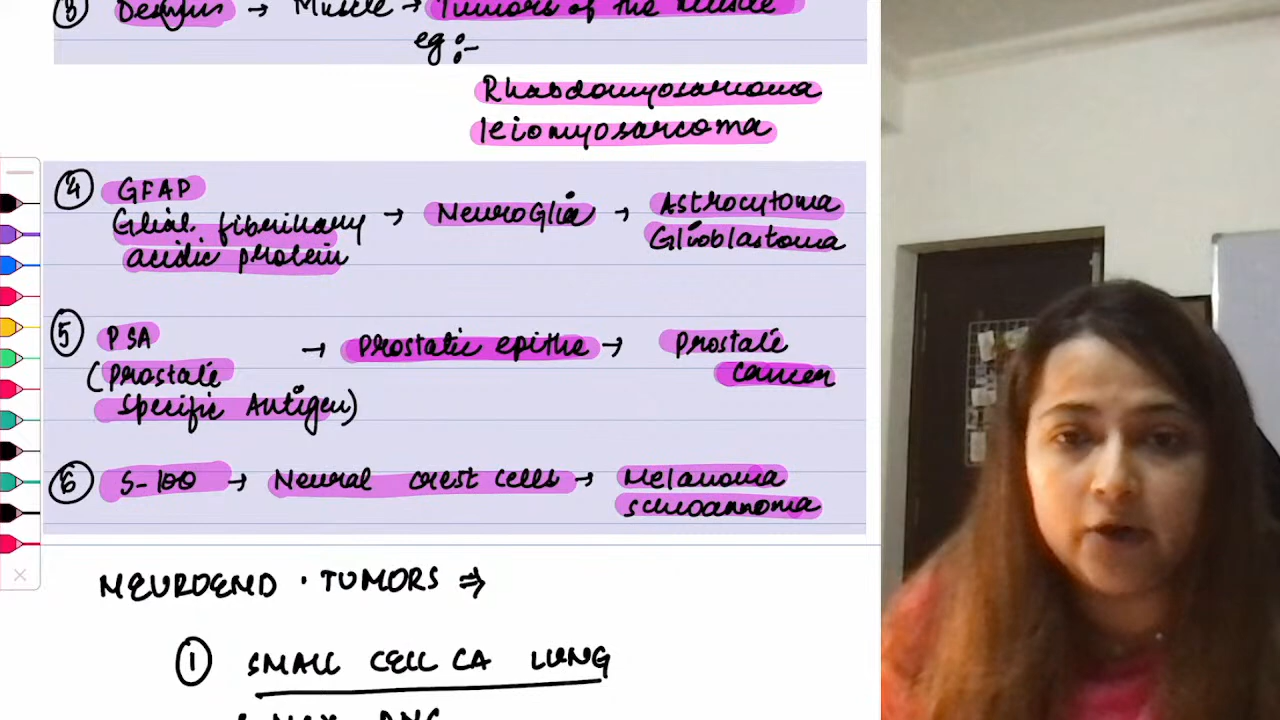 ③ Desmin → Muscle → Tumors of the Muscle
eg :-
Rhabdomyosarcoma
leiomyosarcoma
④ GFAP
Glial fibrillary → NeuroGlia → Astrocytoma
acidic protein Glioblastoma
⑤ PSA → Prostatic epithe → Prostate
(Prostate cancer
Specific Antigen)
⑥ S-100 → Neural crest cells → Melanoma
schwannoma
NEUROEND. TUMORS ⇒
① SMALL CELL CA LUNG